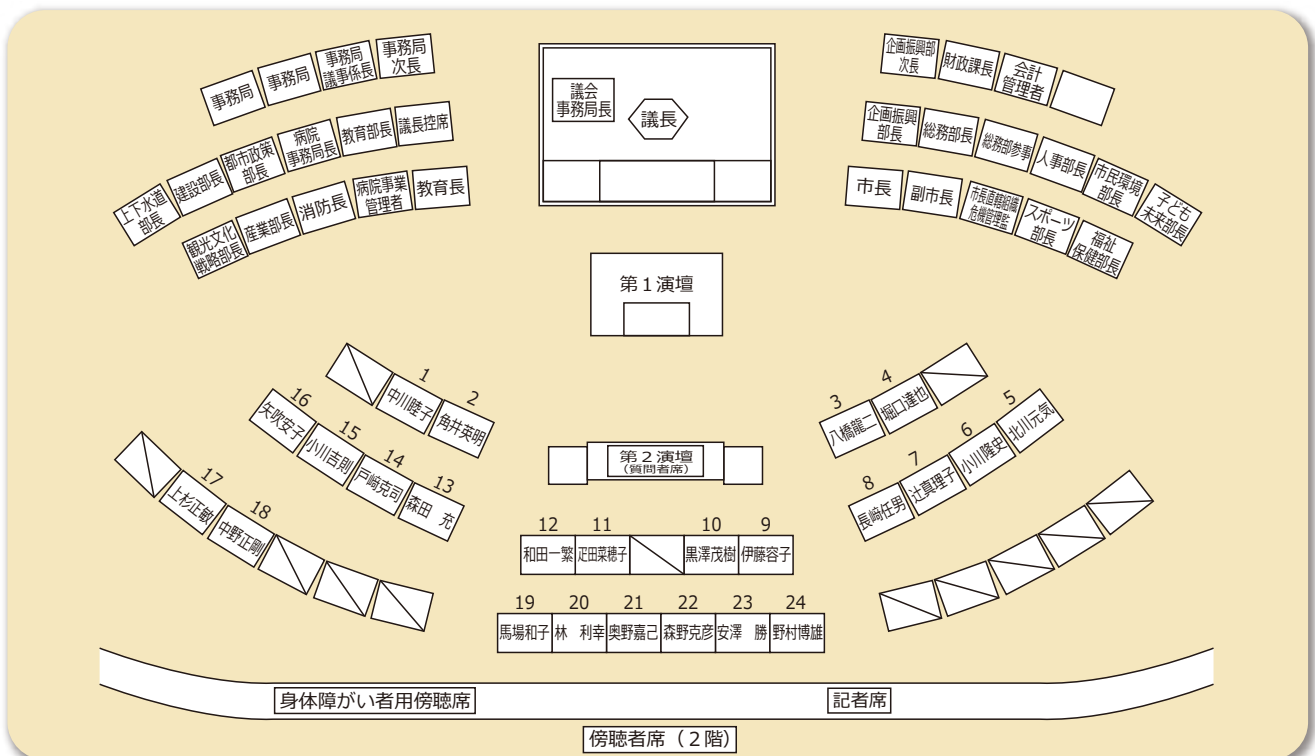 事務局
事務局
事務局
議事係長
事務局
次長
議会
事務局長
議長
企画振興部
次長
財政課長
会計
管理者
上下水道
部長
建設部長
都市政策
部長
病院
事務局長
教育部長
議長控席
企画振興
部長
総務部長
総務部参事
人事部長
市民環境
部長
子ども
未来部長
観光文化
戦略部長
産業部長
消防長
病院事業
管理者
教育長
市長
副市長
市長直轄組織
危機管理監
スポーツ
部長
福祉
保健部長
第1演壇
1
中川睦子
2
角井英明
3
八橋龍二
4
堀口達也
16
矢吹安子
15
小川吉則
14
戸﨑克司
13
森田　充
8
長﨑任男
7
辻真理子
6
小川隆史
5
北川元気
第2演壇
(質問者席)
17
上杉正敏
18
中野正剛
12
和田一繁
11
疋田菜穂子
10
黒澤茂樹
9
伊藤容子
19
馬場和子
20
林　利幸
21
奥野嘉己
22
森野克彦
23
安澤　勝
24
野村博雄
身体障がい者用傍聴席
記者席
傍聴者席（2階）